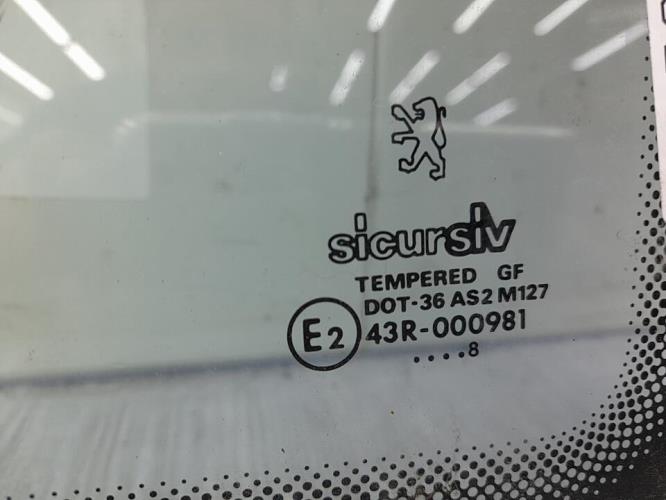 sicursiv
TEMPERED GF
DOT-36 AS2 M127
E2 43R-000981
....8